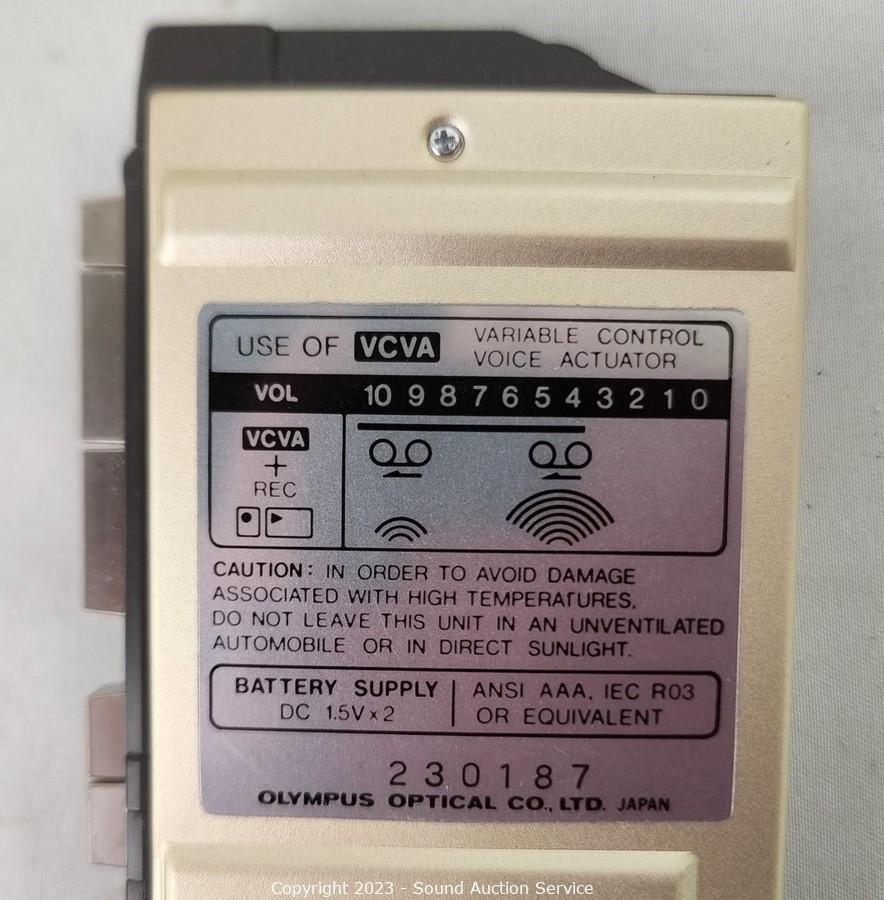 USE OF VCVA VARIABLE CONTROL
VOICE ACTUATOR
VOL 10 9 8 7 6 5 4 3 2 1 0
VCVA
+
REC
CAUTION: IN ORDER TO AVOID DAMAGE
ASSOCIATED WITH HIGH TEMPERATURES,
DO NOT LEAVE THIS UNIT IN AN UNVENTILATED
AUTOMOBILE OR IN DIRECT SUNLIGHT.
BATTERY SUPPLY
DC 1.5V x 2
ANSI AAA, IEC R03
OR EQUIVALENT
230187
OLYMPUS OPTICAL CO., LTD. JAPAN
Copyright 2023 - Sound Auction Service